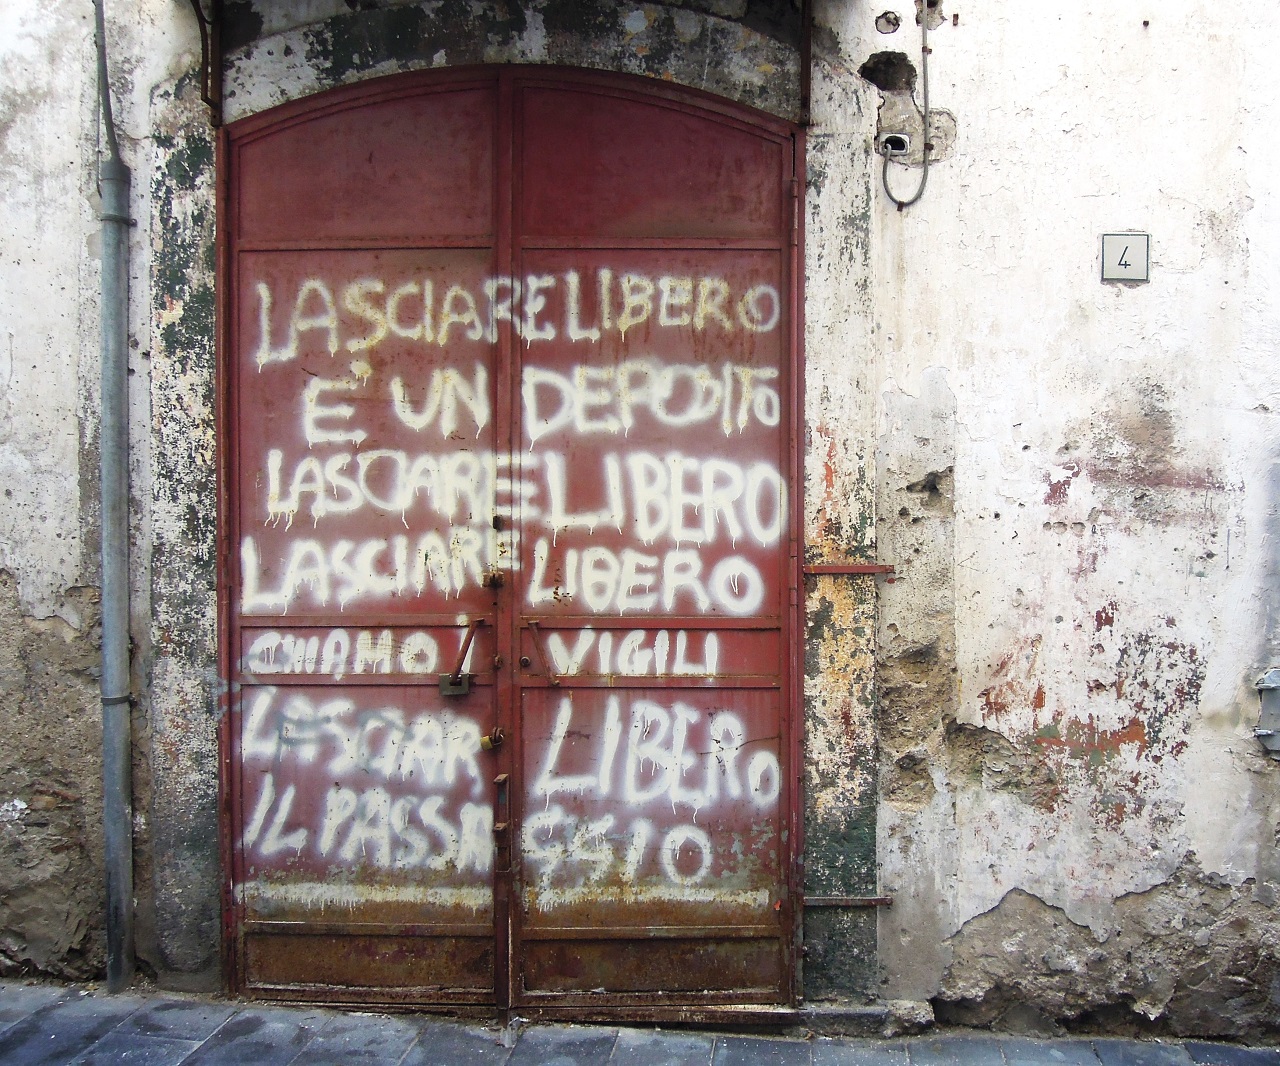 LASCIARE LIBERO
E' UN DEPOSITO
LASCIARE LIBERO
LASCIARE LIBERO
CHIAMO I VIGILI
LASCIAR LIBERO
IL PASSAGGIO
4